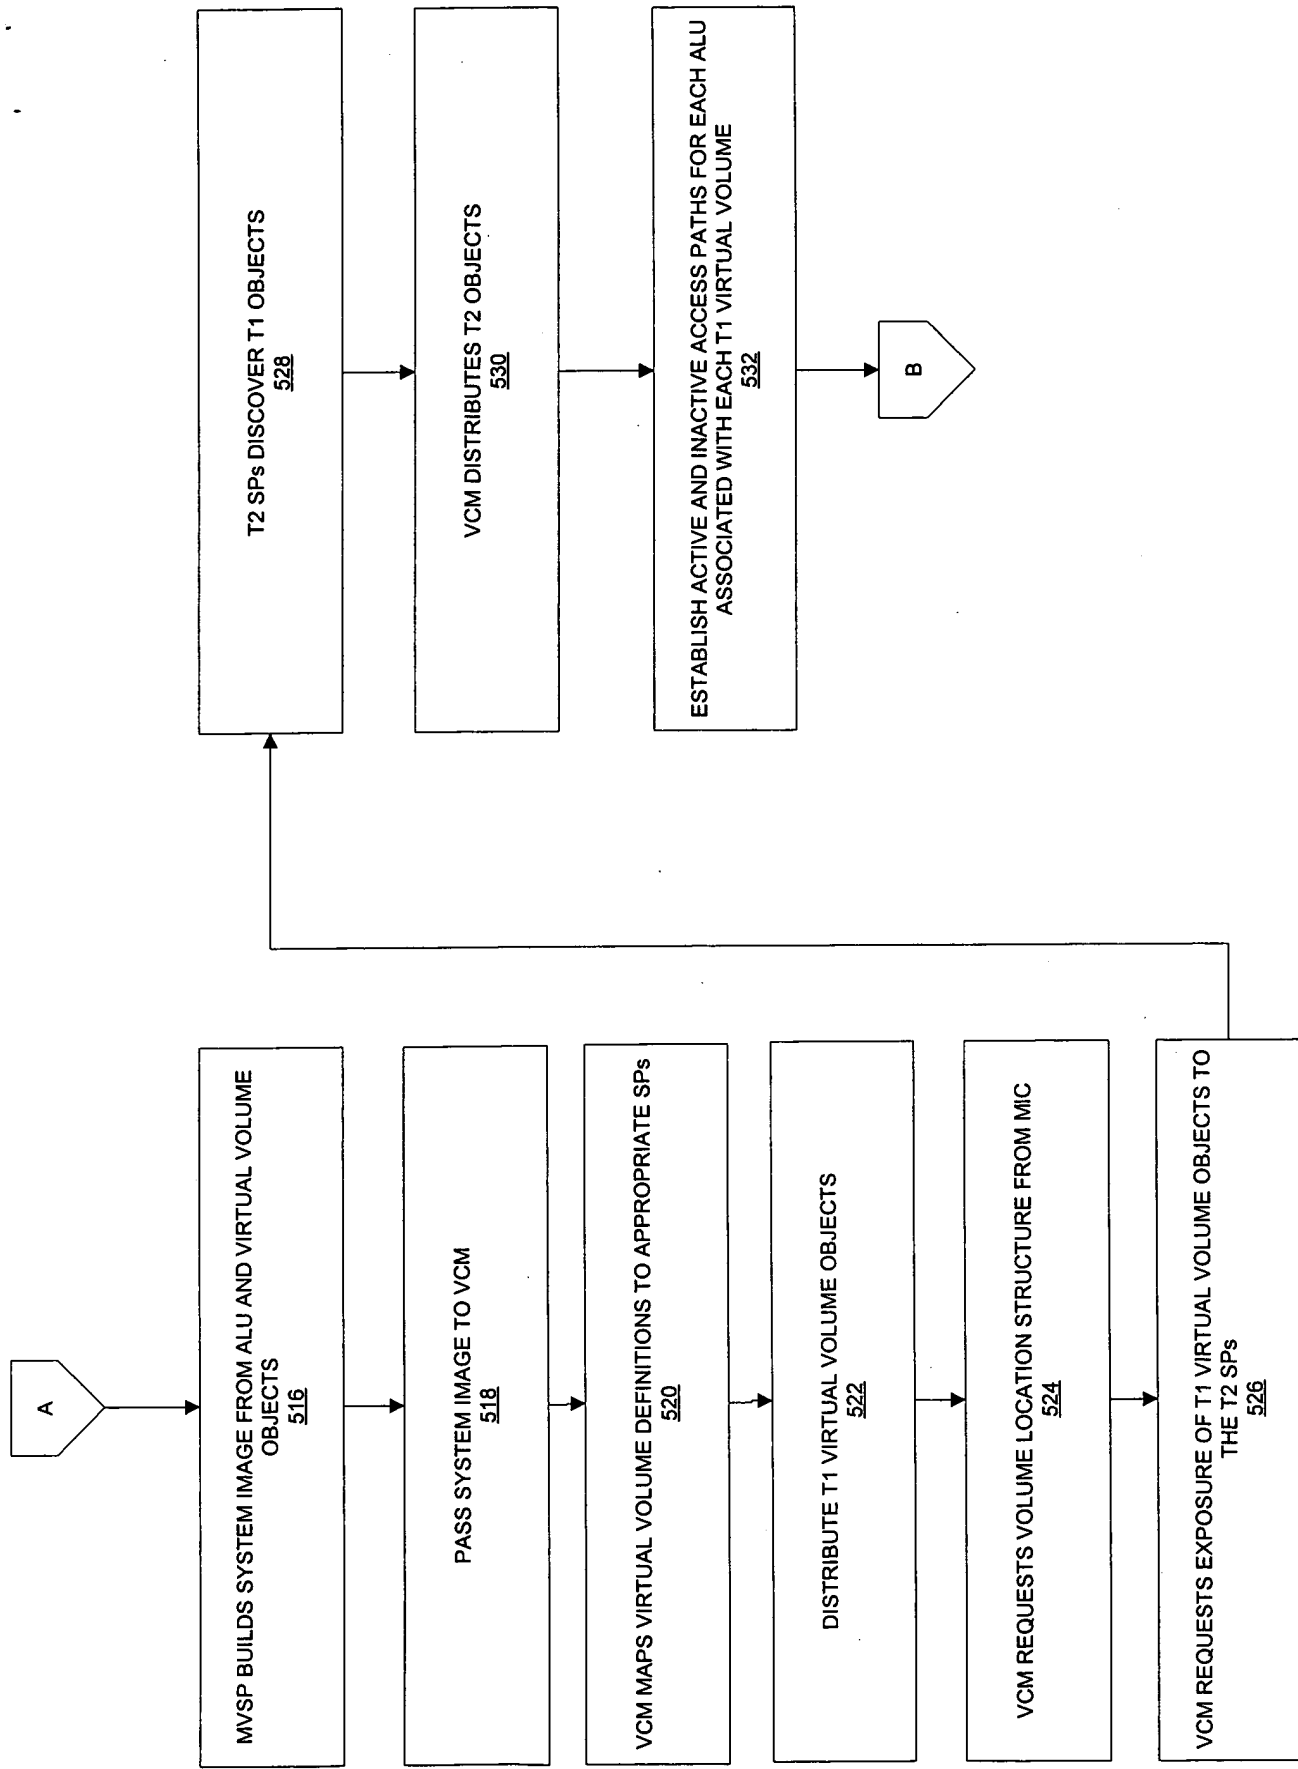 A
MVSP BUILDS SYSTEM IMAGE FROM ALU AND VIRTUAL VOLUME
OBJECTS
516
PASS SYSTEM IMAGE TO VCM
518
VCM MAPS VIRTUAL VOLUME DEFINITIONS TO APPROPRIATE SPs
520
DISTRIBUTE T1 VIRTUAL VOLUME OBJECTS
522
VCM REQUESTS VOLUME LOCATION STRUCTURE FROM MIC
524
VCM REQUESTS EXPOSURE OF T1 VIRTUAL VOLUME OBJECTS TO
THE T2 SPs
526
T2 SPs DISCOVER T1 OBJECTS
528
VCM DISTRIBUTES T2 OBJECTS
530
ESTABLISH ACTIVE AND INACTIVE ACCESS PATHS FOR EACH ALU
ASSOCIATED WITH EACH T1 VIRTUAL VOLUME
532
B